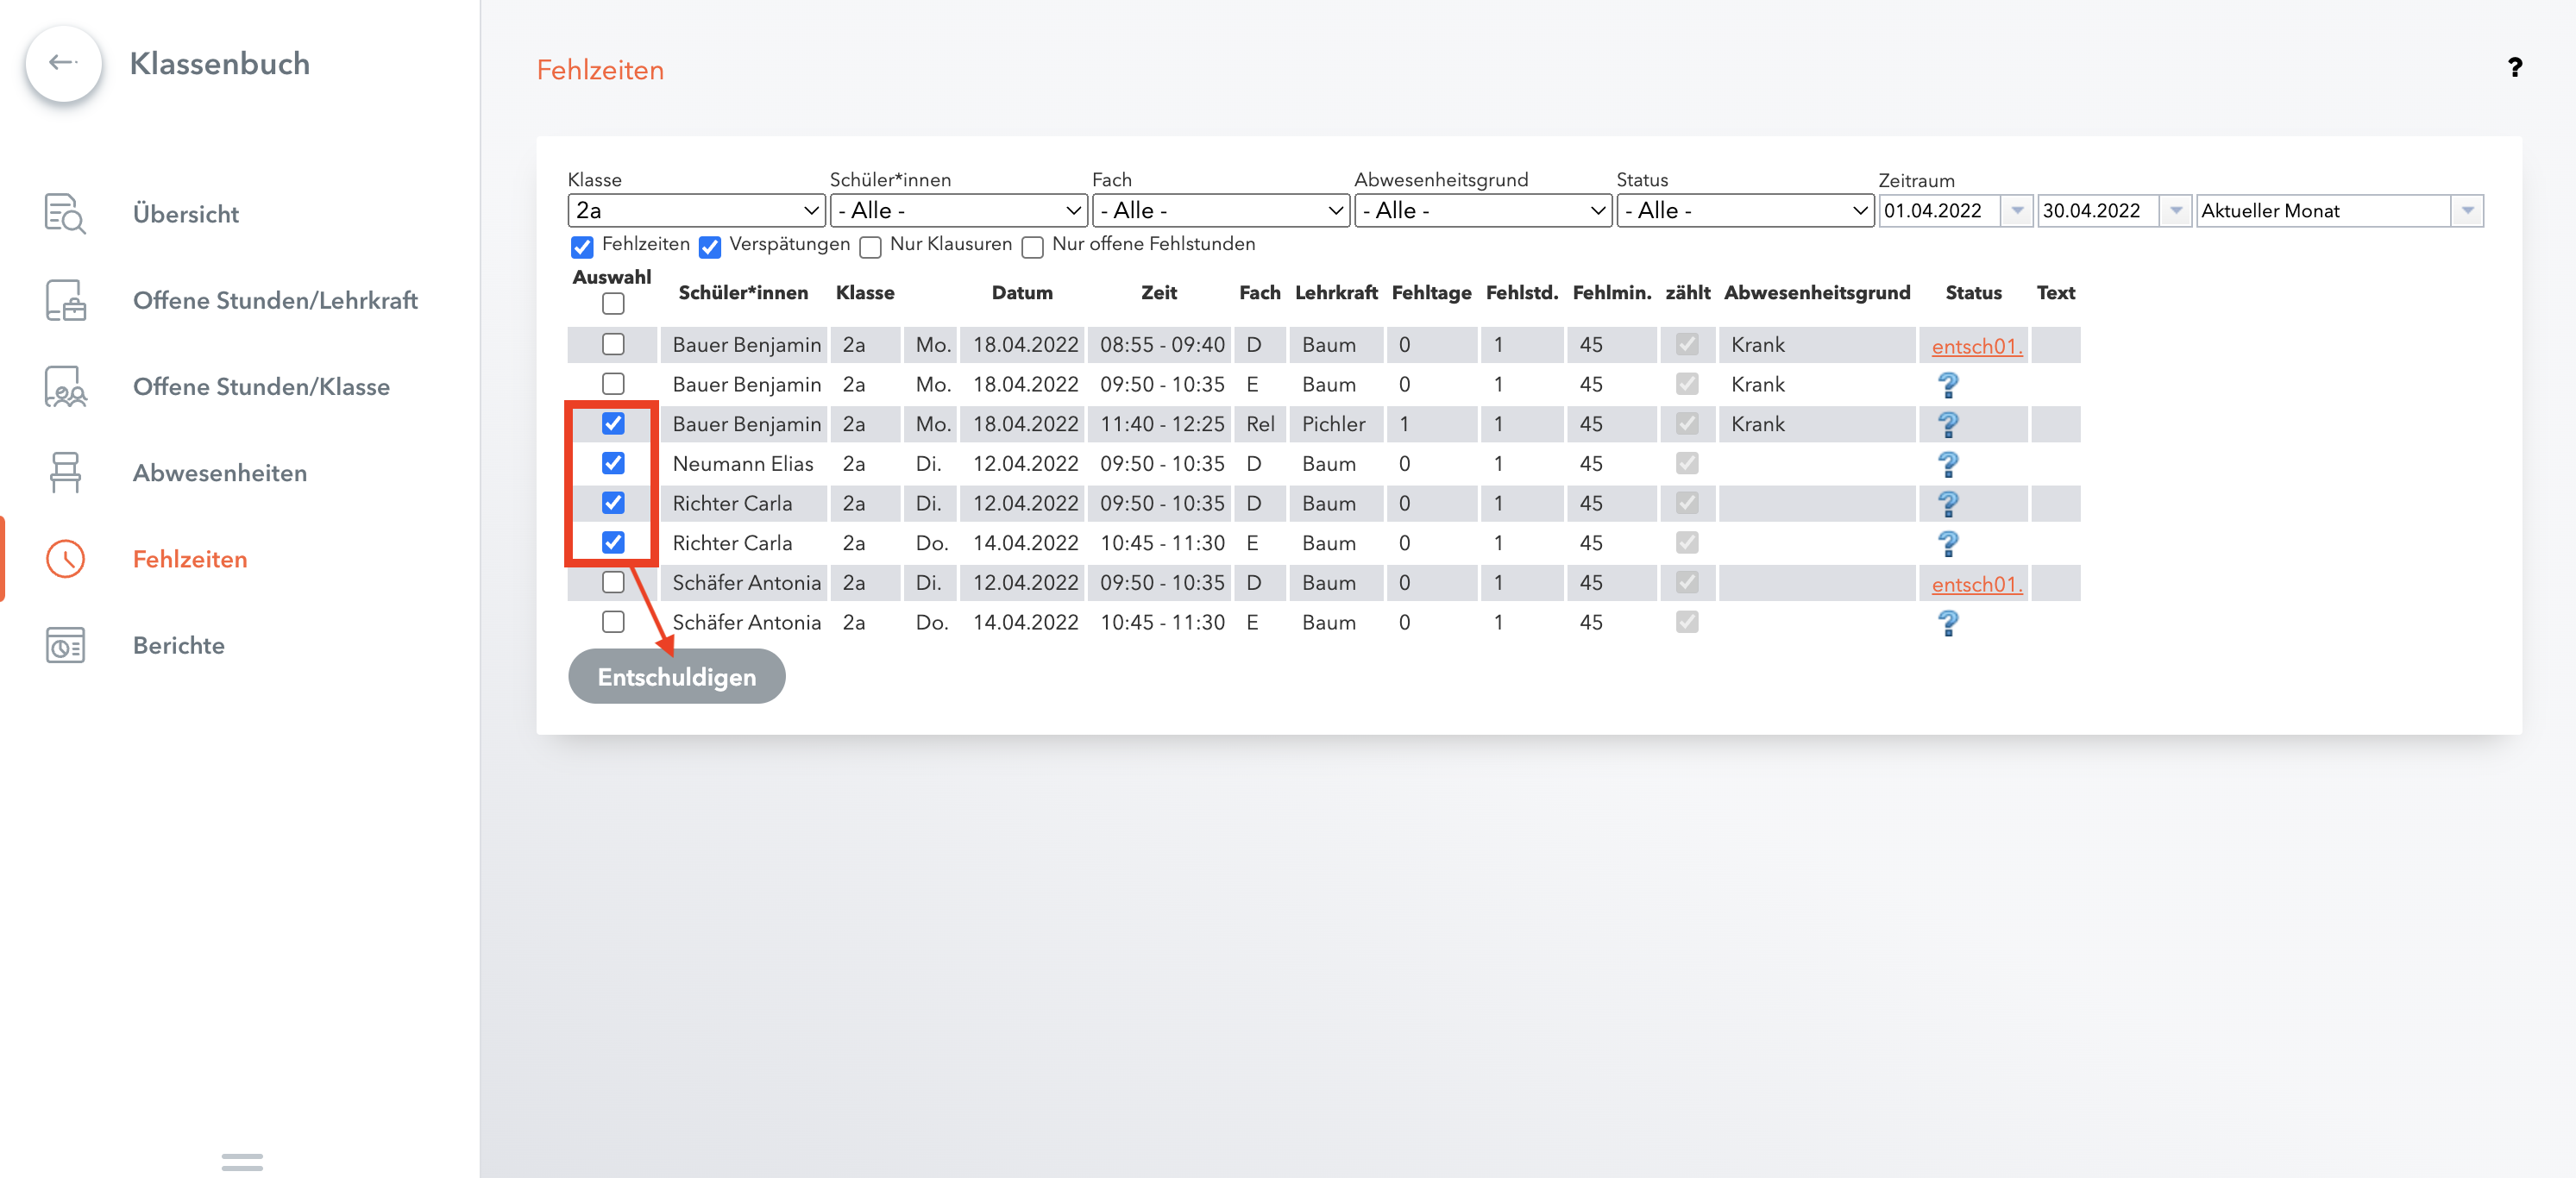 Klassenbuch
Übersicht
Offene Stunden/Lehrkraft
Offene Stunden/Klasse
Abwesenheiten
Fehlzeiten
Berichte
Fehlzeiten
?
Klasse Schüler*innen Fach Abwesenheitsgrund Status Zeitraum
2a - Alle - - Alle - - Alle - - Alle - 01.04.2022 30.04.2022 Aktueller Monat
Fehlzeiten Verspätungen Nur Klausuren Nur offene Fehlstunden
Auswahl Schüler*innen Klasse Datum Zeit Fach Lehrkraft Fehltage Fehlstd. Fehlmin. zählt Abwesenheitsgrund Status Text
Bauer Benjamin 2a Mo. 18.04.2022 08:55 - 09:40 D Baum 0 1 45 Krank entsch01.
Bauer Benjamin 2a Mo. 18.04.2022 09:50 - 10:35 E Baum 0 1 45 Krank ?
Bauer Benjamin 2a Mo. 18.04.2022 11:40 - 12:25 Rel Pichler 1 1 45 Krank ?
Neumann Elias 2a Di. 12.04.2022 09:50 - 10:35 D Baum 0 1 45 ?
Richter Carla 2a Di. 12.04.2022 09:50 - 10:35 D Baum 0 1 45 ?
Richter Carla 2a Do. 14.04.2022 10:45 - 11:30 E Baum 0 1 45 ?
Schäfer Antonia 2a Di. 12.04.2022 09:50 - 10:35 D Baum 0 1 45 entsch01.
Schäfer Antonia 2a Do. 14.04.2022 10:45 - 11:30 E Baum 0 1 45 ?
Entschuldigen